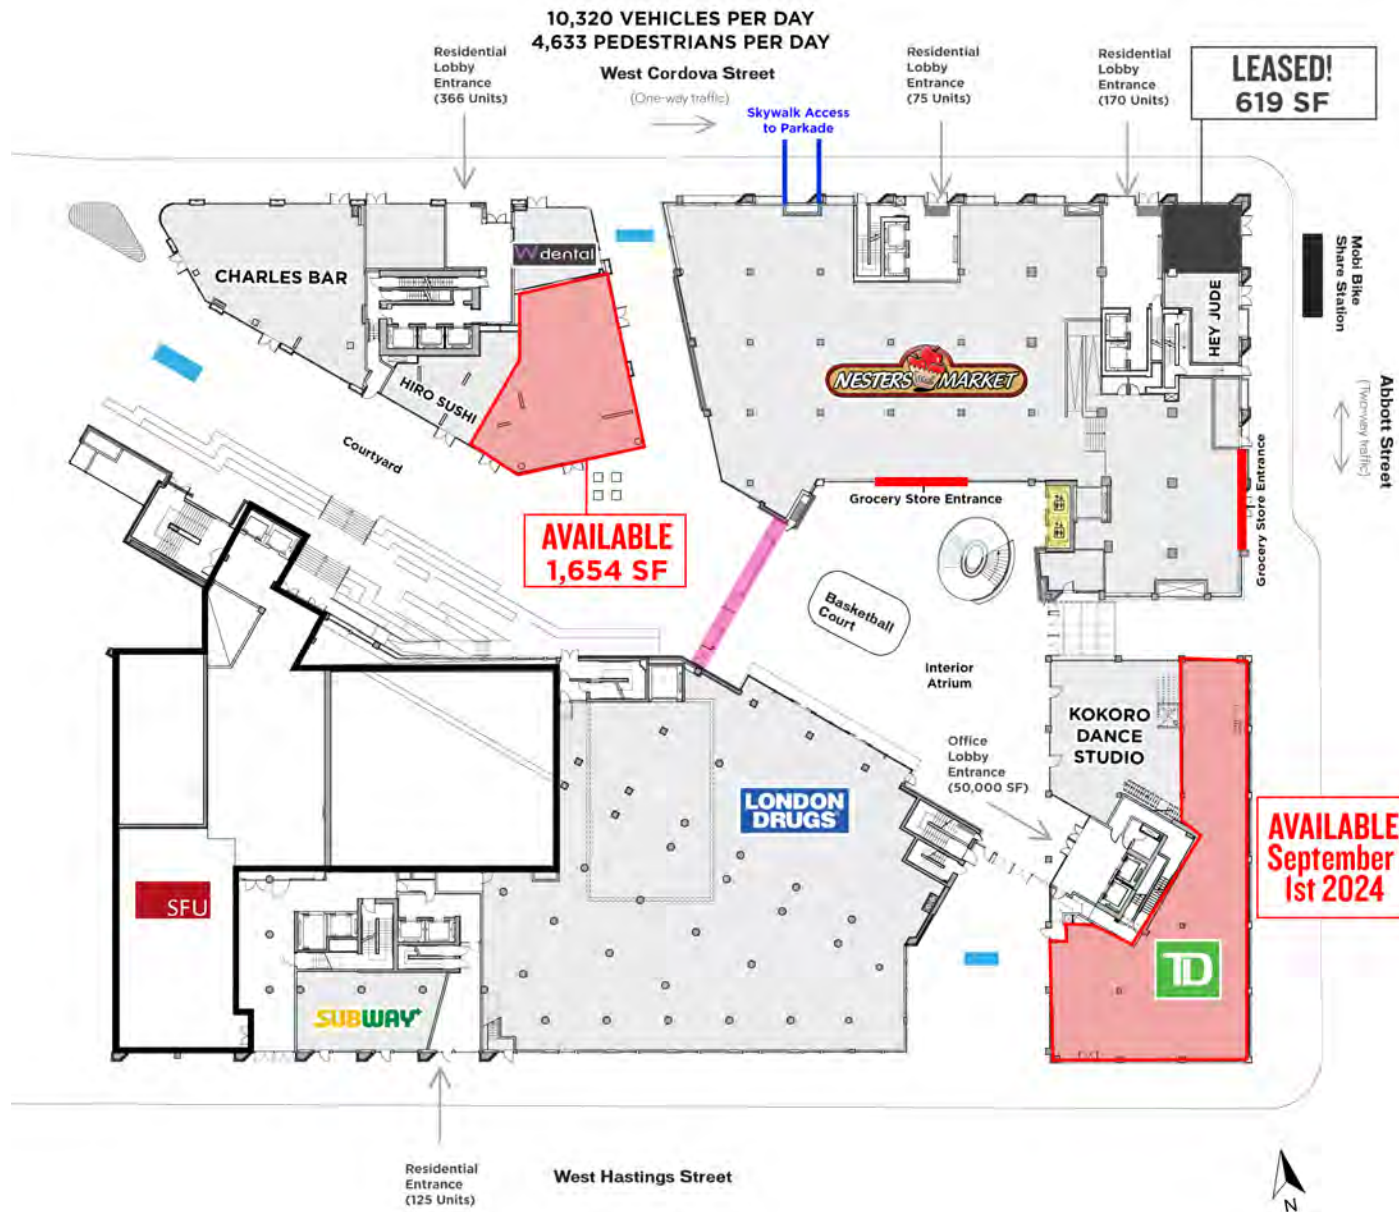 10,320 VEHICLES PER DAY
4,633 PEDESTRIANS PER DAY
West Cordova Street
(One-way traffic)
Residential
Lobby
Entrance
(366 Units)
Skywalk Access
to Parkade
Residential
Lobby
Entrance
(75 Units)
Residential
Lobby
Entrance
(170 Units)
LEASED!
619 SF
CHARLES BAR
W dental
HIRO SUSHI
Courtyard
AVAILABLE
1,654 SF
NESTERS MARKET
Grocery Store Entrance
HEY JUDE
Mobi Bike
Share Station
Abbott Street
(Two-way traffic)
Grocery Store Entrance
Basketball
Court
Interior
Atrium
KOKORO
DANCE
STUDIO
Office
Lobby
Entrance
(50,000 SF)
LONDON
DRUGS
AVAILABLE
September
1st 2024
SFU
SUBWAY
TD
Residential
Entrance
(125 Units)
West Hastings Street
N